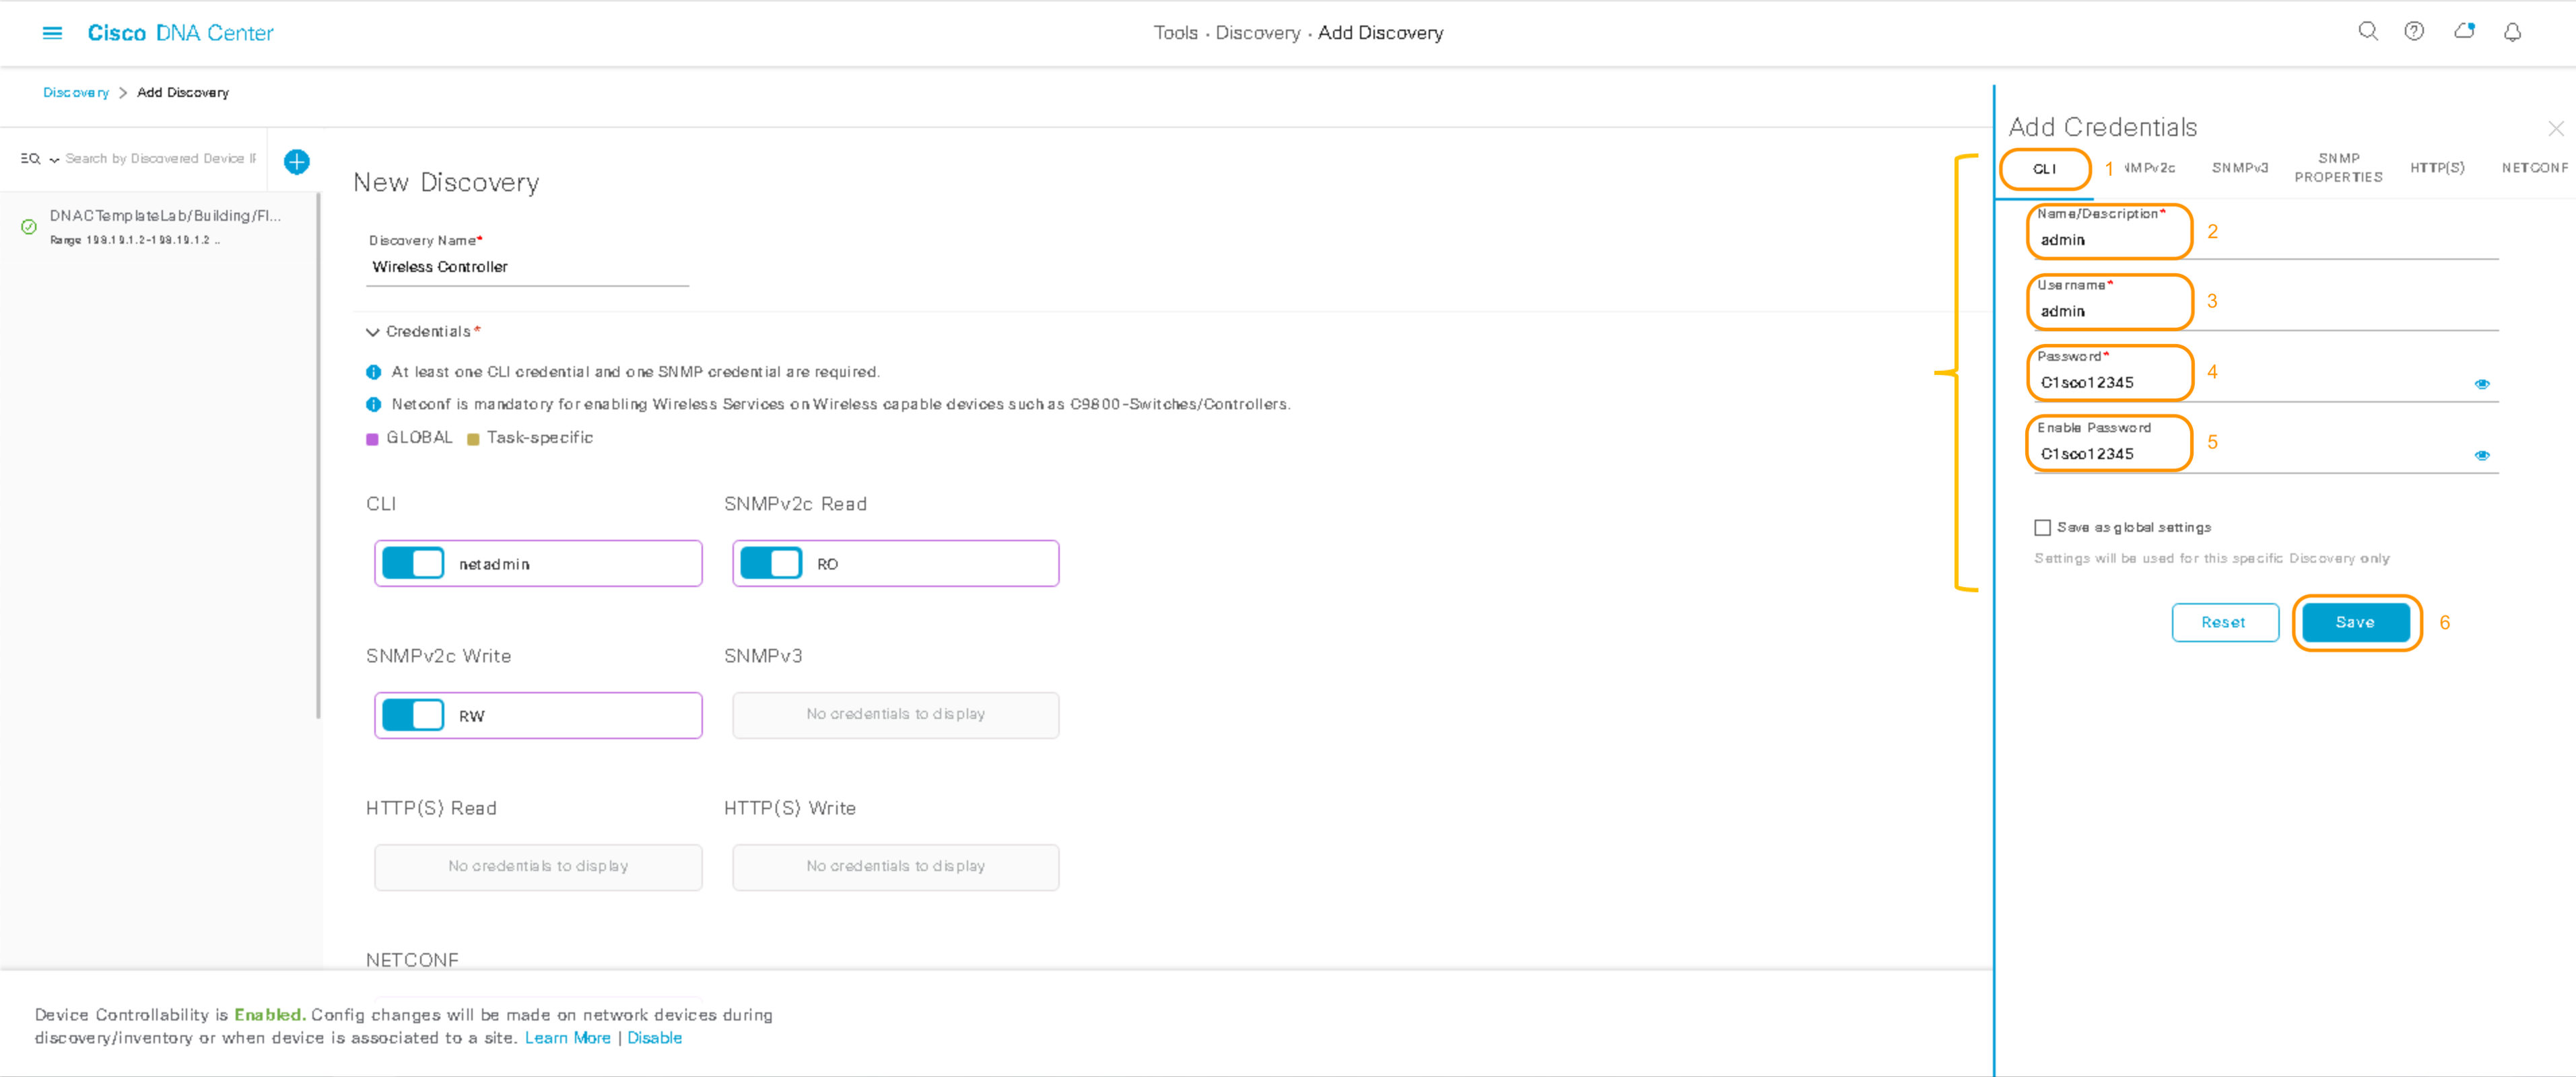 Cisco DNA Center
Tools · Discovery · Add Discovery
Discovery > Add Discovery
Search by Discovered Device IP
DNACTemplateLab/Building/Fl...
Range 198.19.1.2-198.19.1.2 ..
New Discovery
Discovery Name*
Wireless Controller
Credentials*
At least one CLI credential and one SNMP credential are required.
Netconf is mandatory for enabling Wireless Services on Wireless capable devices such as C9800-Switches/Controllers.
GLOBAL Task-specific
CLI SNMPv2c Read
netadmin RO
SNMPv2c Write SNMPv3
RW No credentials to display
HTTP(S) Read HTTP(S) Write
No credentials to display No credentials to display
NETCONF
Device Controllability is Enabled. Config changes will be made on network devices during
discovery/inventory or when device is associated to a site. Learn More | Disable
Add Credentials
CLI 1 NMPv2c SNMPv3 SNMP PROPERTIES HTTP(S) NETCONF
Name/Description*
admin 2
Username*
admin 3
Password*
C1sco12345 4
Enable Password
C1sco12345 5
Save as global settings
Settings will be used for this specific Discovery only
Reset Save 6